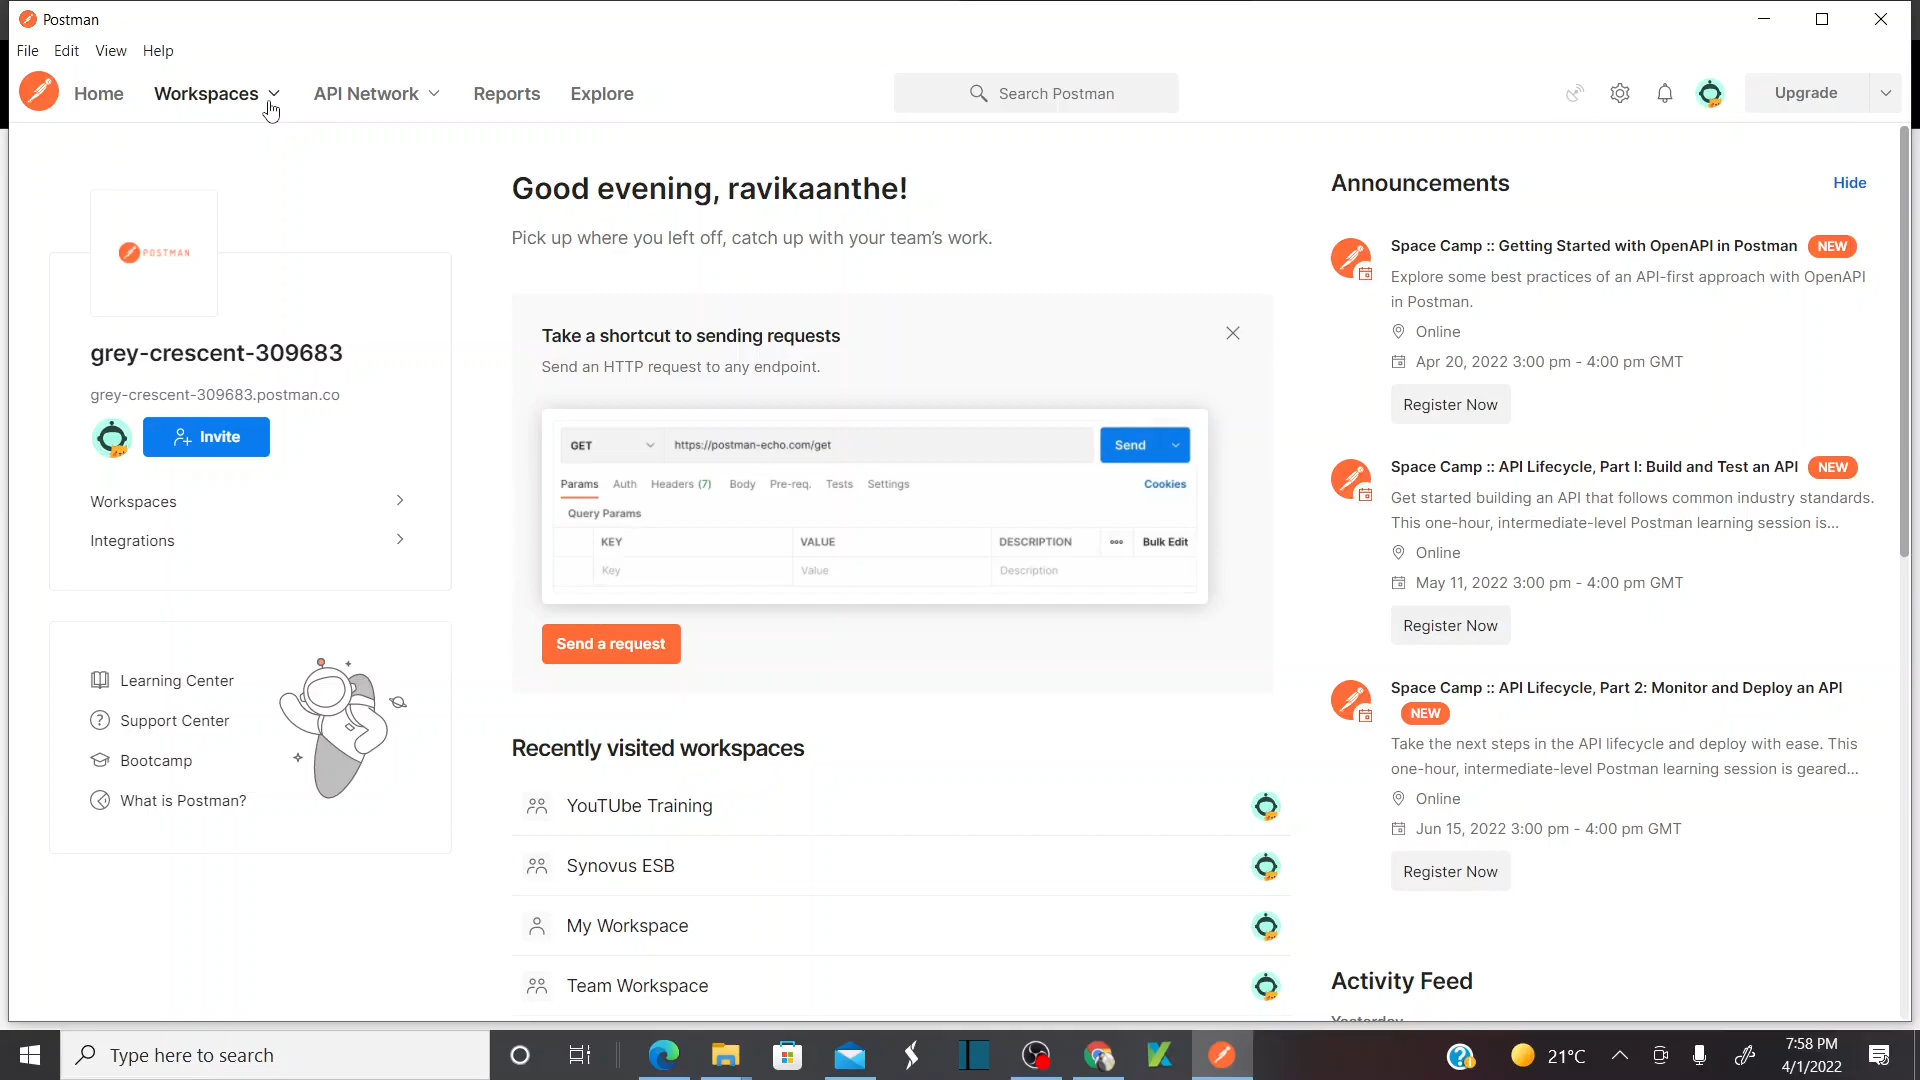 Postman
File Edit View Help
Home Workspaces API Network Reports Explore Search Postman Upgrade
POSTMAN
grey-crescent-309683
grey-crescent-309683.postman.co
Invite
Workspaces
Integrations
Learning Center
Support Center
Bootcamp
What is Postman?
Good evening, ravikaanthe!
Pick up where you left off, catch up with your team's work.
Take a shortcut to sending requests
Send an HTTP request to any endpoint.
GET https://postman-echo.com/get Send
Params Auth Headers (7) Body Pre-req. Tests Settings Cookies
Query Params
KEY VALUE DESCRIPTION Bulk Edit
Key Value Description
Send a request
Recently visited workspaces
YouTUbe Training
Synovus ESB
My Workspace
Team Workspace
Announcements Hide
Space Camp :: Getting Started with OpenAPI in Postman NEW
Explore some best practices of an API-first approach with OpenAPI
in Postman.
Online
Apr 20, 2022 3:00 pm - 4:00 pm GMT
Register Now
Space Camp :: API Lifecycle, Part I: Build and Test an API NEW
Get started building an API that follows common industry standards.
This one-hour, intermediate-level Postman learning session is...
Online
May 11, 2022 3:00 pm - 4:00 pm GMT
Register Now
Space Camp :: API Lifecycle, Part 2: Monitor and Deploy an API
NEW
Take the next steps in the API lifecycle and deploy with ease. This
one-hour, intermediate-level Postman learning session is geared...
Online
Jun 15, 2022 3:00 pm - 4:00 pm GMT
Register Now
Activity Feed
Yesterday
Type here to search
21°C
7:58 PM
4/1/2022